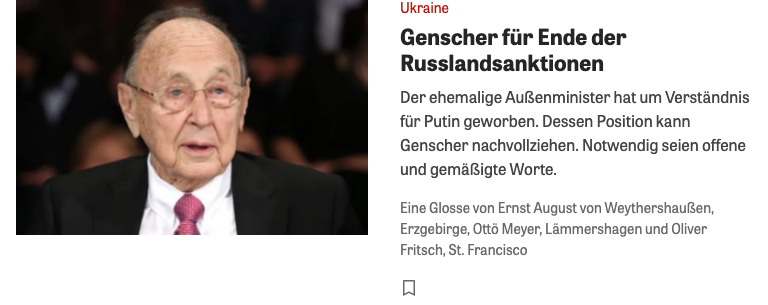 Ukraine
Genscher für Ende der
Russlandsanktionen
Der ehemalige Außenminister hat um Verständnis
für Putin geworben. Dessen Position kann
Genscher nachvollziehen. Notwendig seien offene
und gemäßigte Worte.
Eine Glosse von Ernst August von Weythershaußen,
Erzgebirge, Ottö Meyer, Lämmershagen und Oliver
Fritsch, St. Francisco